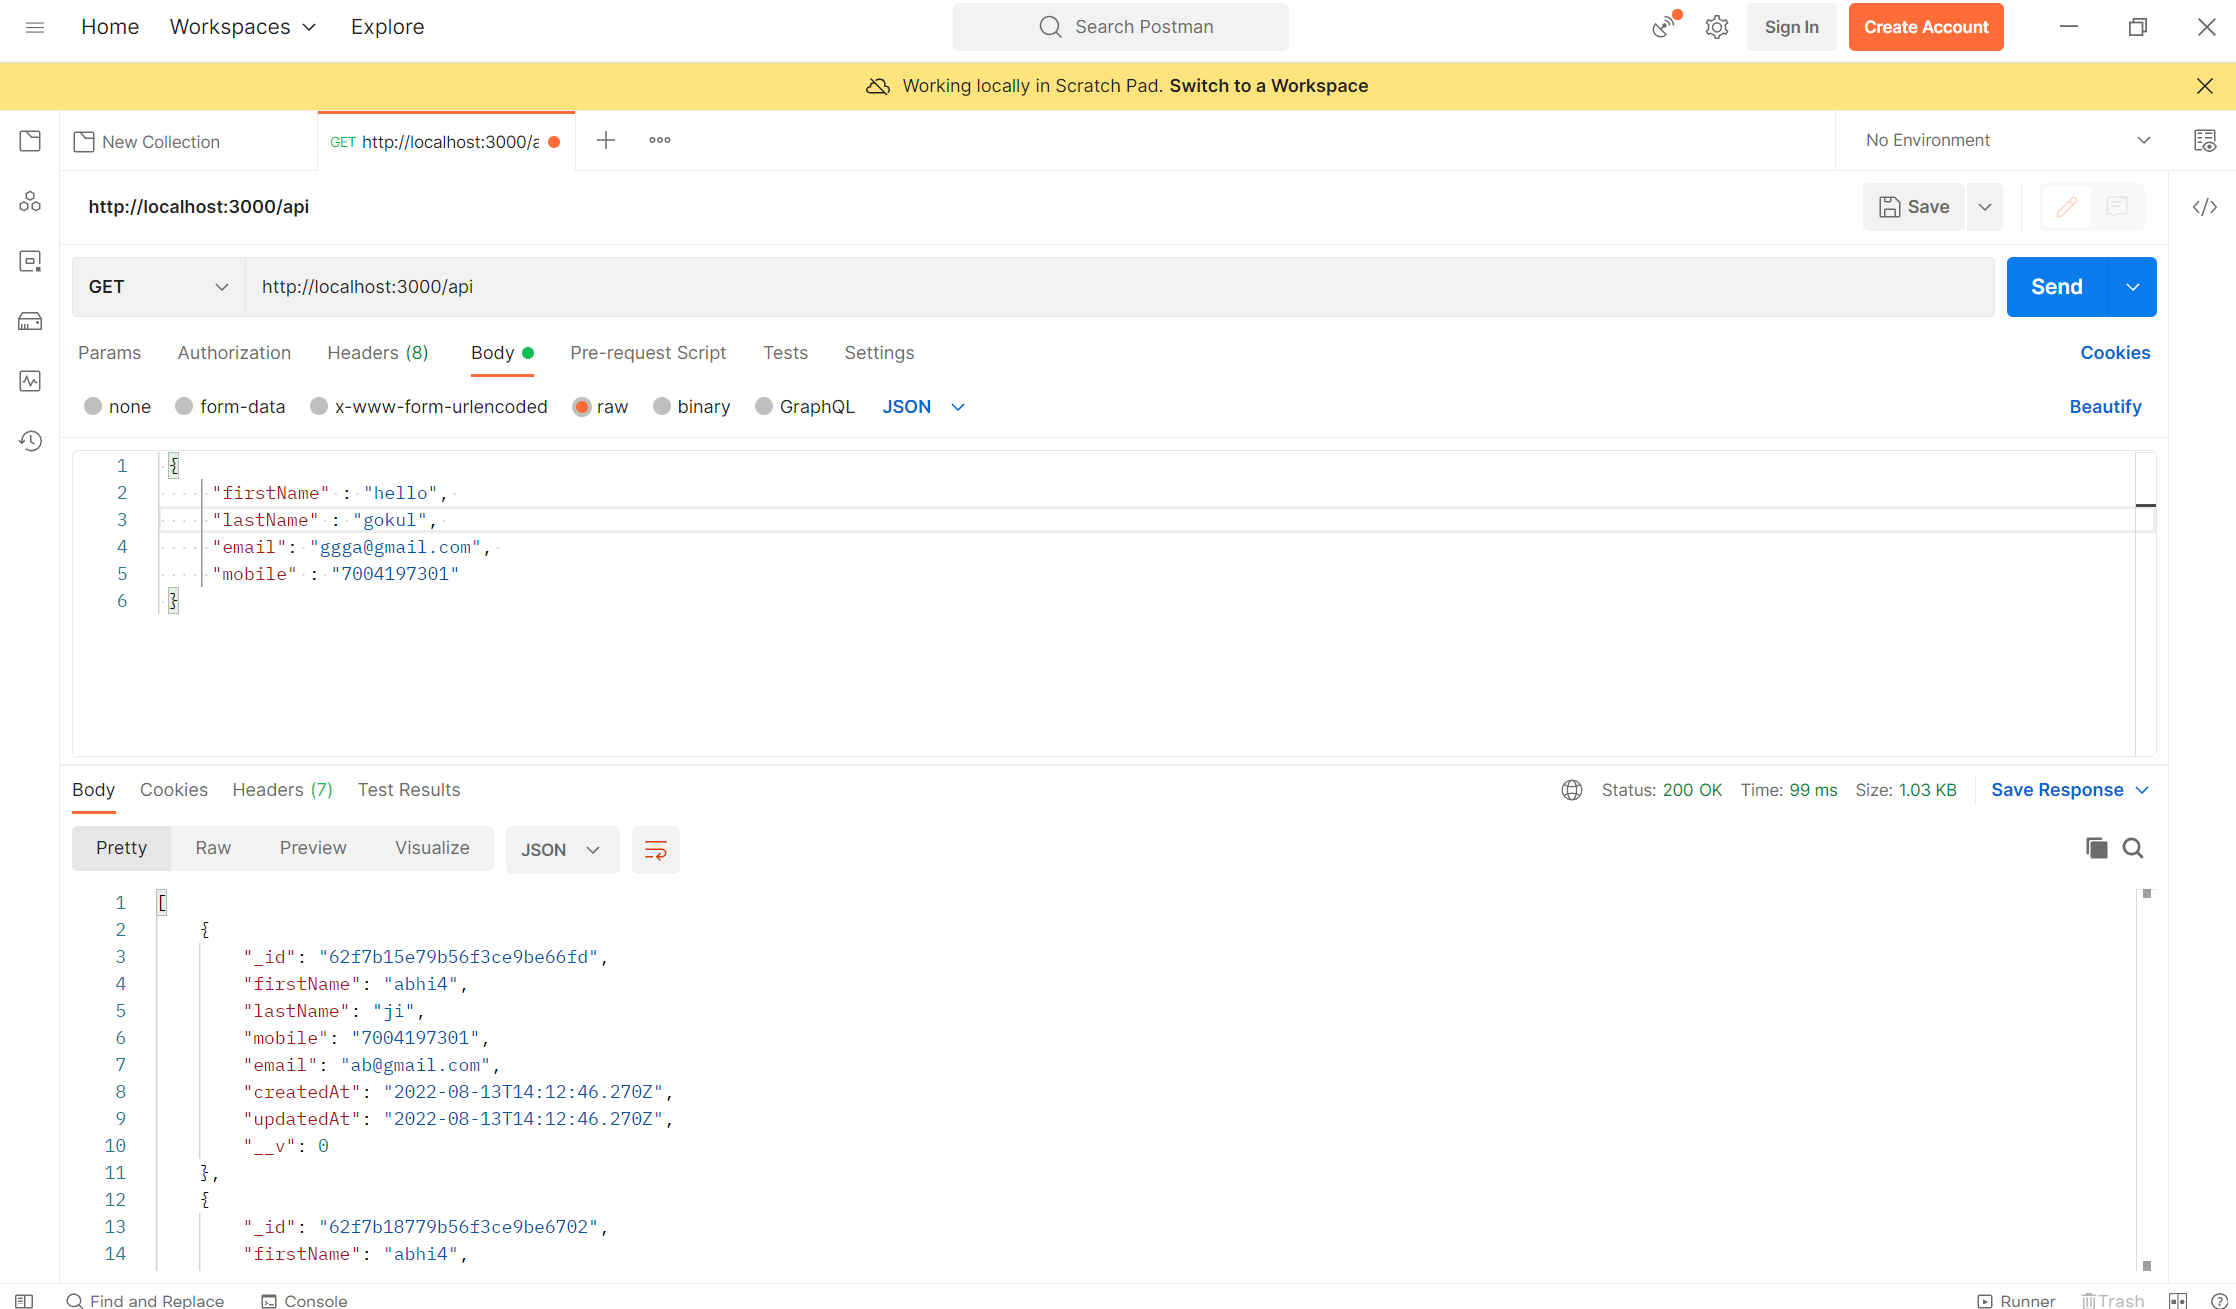 Home Workspaces Explore Search Postman Sign In Create Account
Working locally in Scratch Pad. Switch to a Workspace
New Collection GET http://localhost:3000/a No Environment
http://localhost:3000/api Save
GET http://localhost:3000/api Send
Params Authorization Headers (8) Body Pre-request Script Tests Settings Cookies
none form-data x-www-form-urlencoded raw binary GraphQL JSON Beautify
1 {
2 "firstName" : "hello",
3 "lastName" : "gokul",
4 "email": "ggga@gmail.com",
5 "mobile" : "7004197301"
6 }
Body Cookies Headers (7) Test Results Status: 200 OK Time: 99 ms Size: 1.03 KB Save Response
Pretty Raw Preview Visualize JSON
1 [
2 {
3 "_id": "62f7b15e79b56f3ce9be66fd",
4 "firstName": "abhi4",
5 "lastName": "ji",
6 "mobile": "7004197301",
7 "email": "ab@gmail.com",
8 "createdAt": "2022-08-13T14:12:46.270Z",
9 "updatedAt": "2022-08-13T14:12:46.270Z",
10 "__v": 0
11 },
12 {
13 "_id": "62f7b18779b56f3ce9be6702",
14 "firstName": "abhi4",
Find and Replace Console Runner Trash